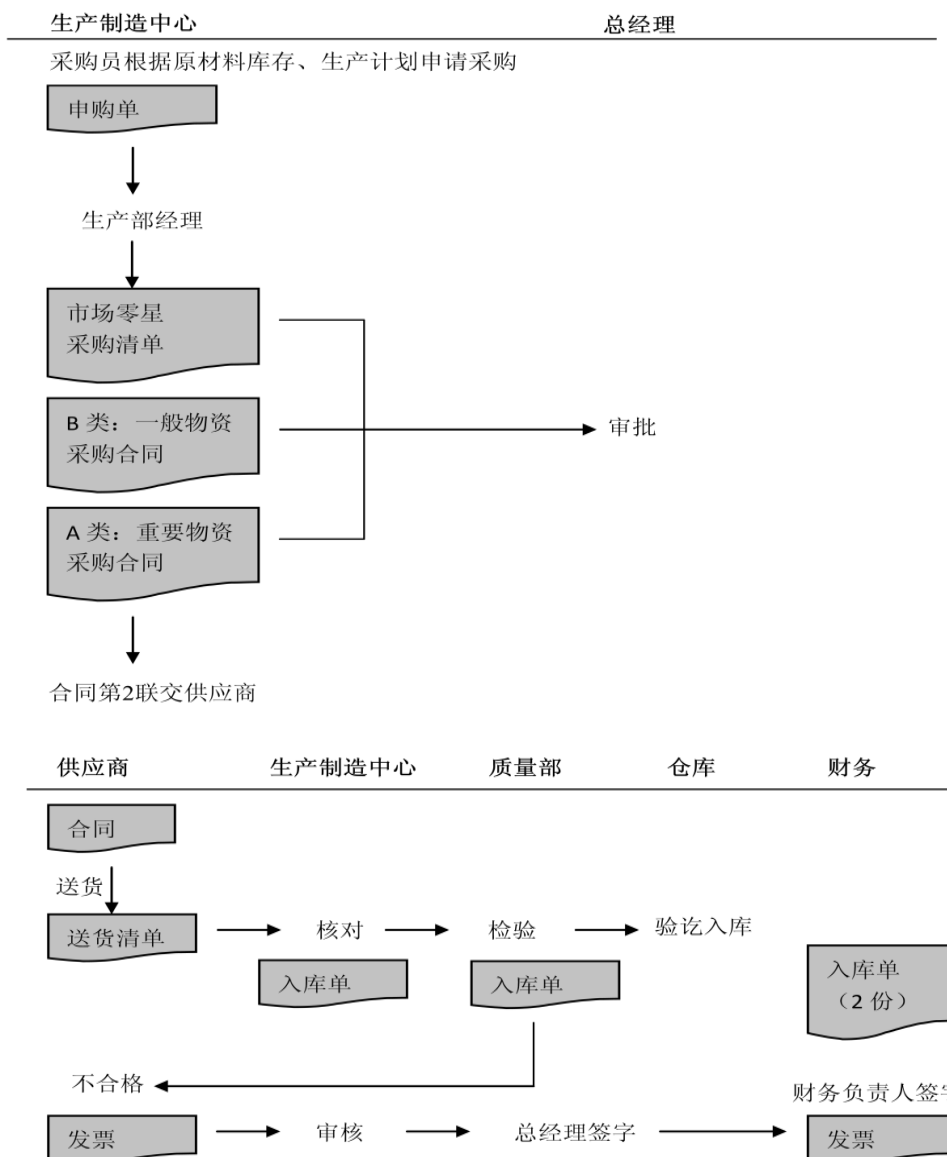 生产制造中心 总经理
采购员根据原材料库存、生产计划申请采购
申购单
生产部经理
市场零星
采购清单
B 类：一般物资
采购合同
审批
A 类：重要物资
采购合同
合同第2联交供应商
供应商 生产制造中心 质量部 仓库 财务
合同
送货
送货清单 核对 检验 验讫入库
入库单 入库单 入库单
（2 份）
不合格
财务负责人签字
发票 审核 总经理签字 发票